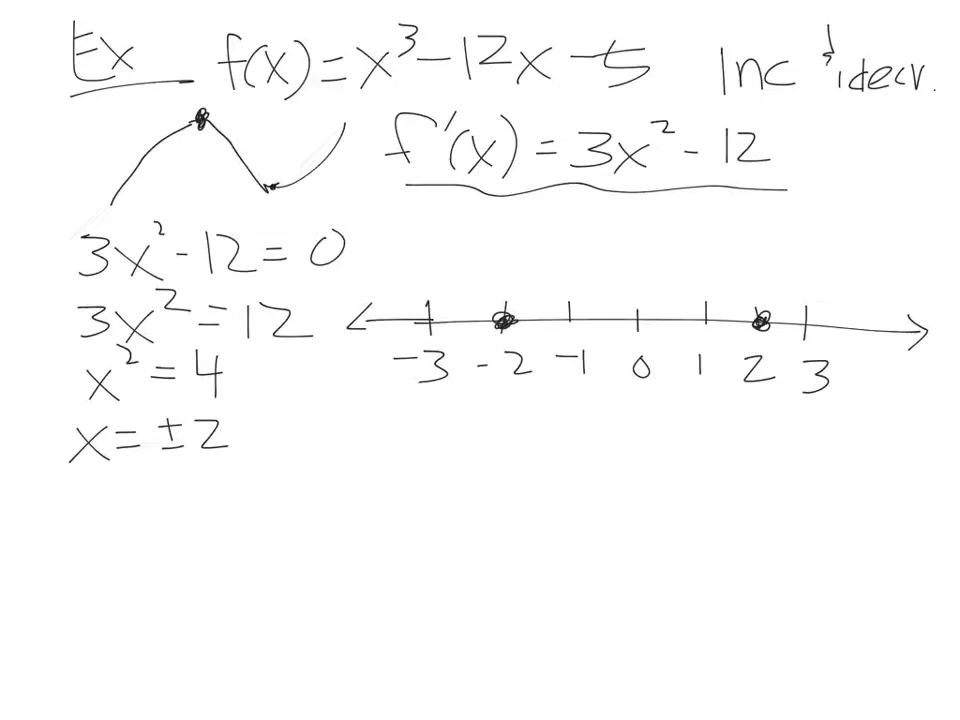 Ex f(x) = x³ - 12x - 5 Inc & decr.
f'(x) = 3x² - 12
3x² - 12 = 0
3x² = 12
x² = 4
x = ±2
-3 -2 -1 0 1 2 3